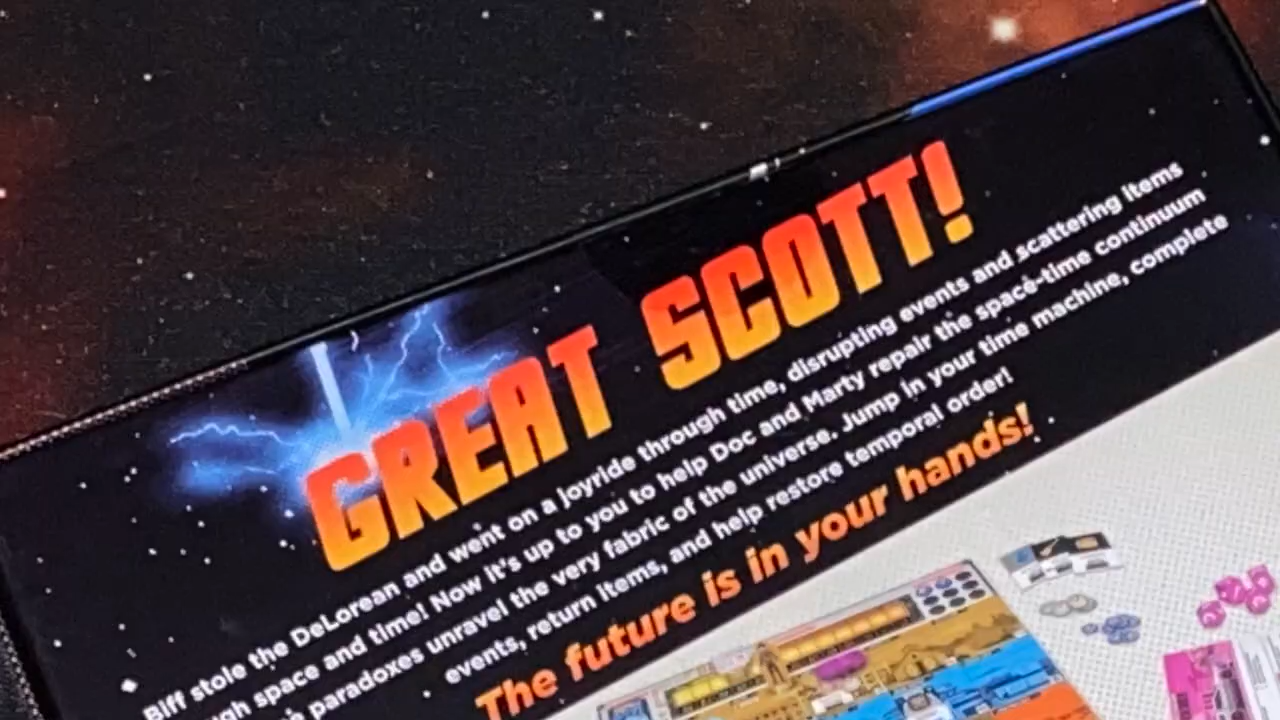 GREAT SCOTT!
Biff stole the DeLorean and went on a joyride through time, disrupting events and scattering items
space and time! Now it's up to you to help Doc and Marty repair the space-time continuum
paradoxes unravel the very fabric of the universe. Jump in your time machine, complete
events, return items, and help restore temporal order!
The future is in your hands!